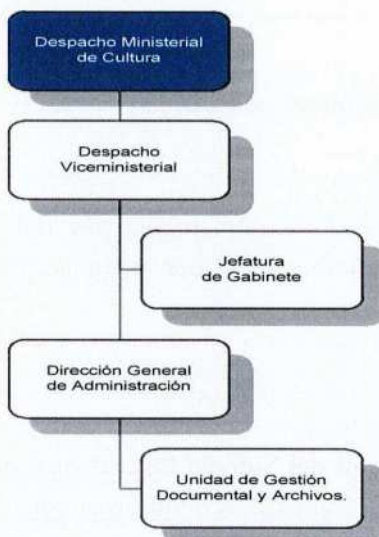 Despacho Ministerial
de Cultura
Despacho
Viceministerial
Jefatura
de Gabinete
Dirección General
de Administración
Unidad de Gestión
Documental y Archivos.